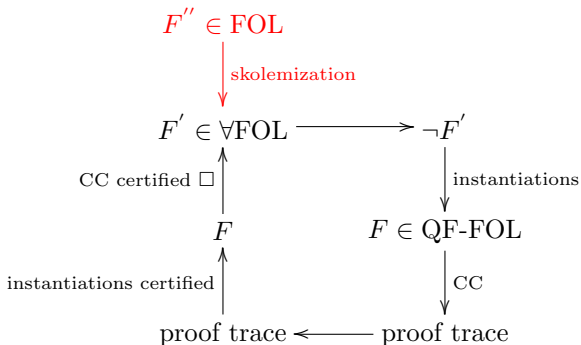 F'' ∈ FOL
skolemization
F' ∈ ∀FOL
¬F'
CC certified □
instantiations
F
F ∈ QF-FOL
instantiations certified
CC
proof trace
proof trace